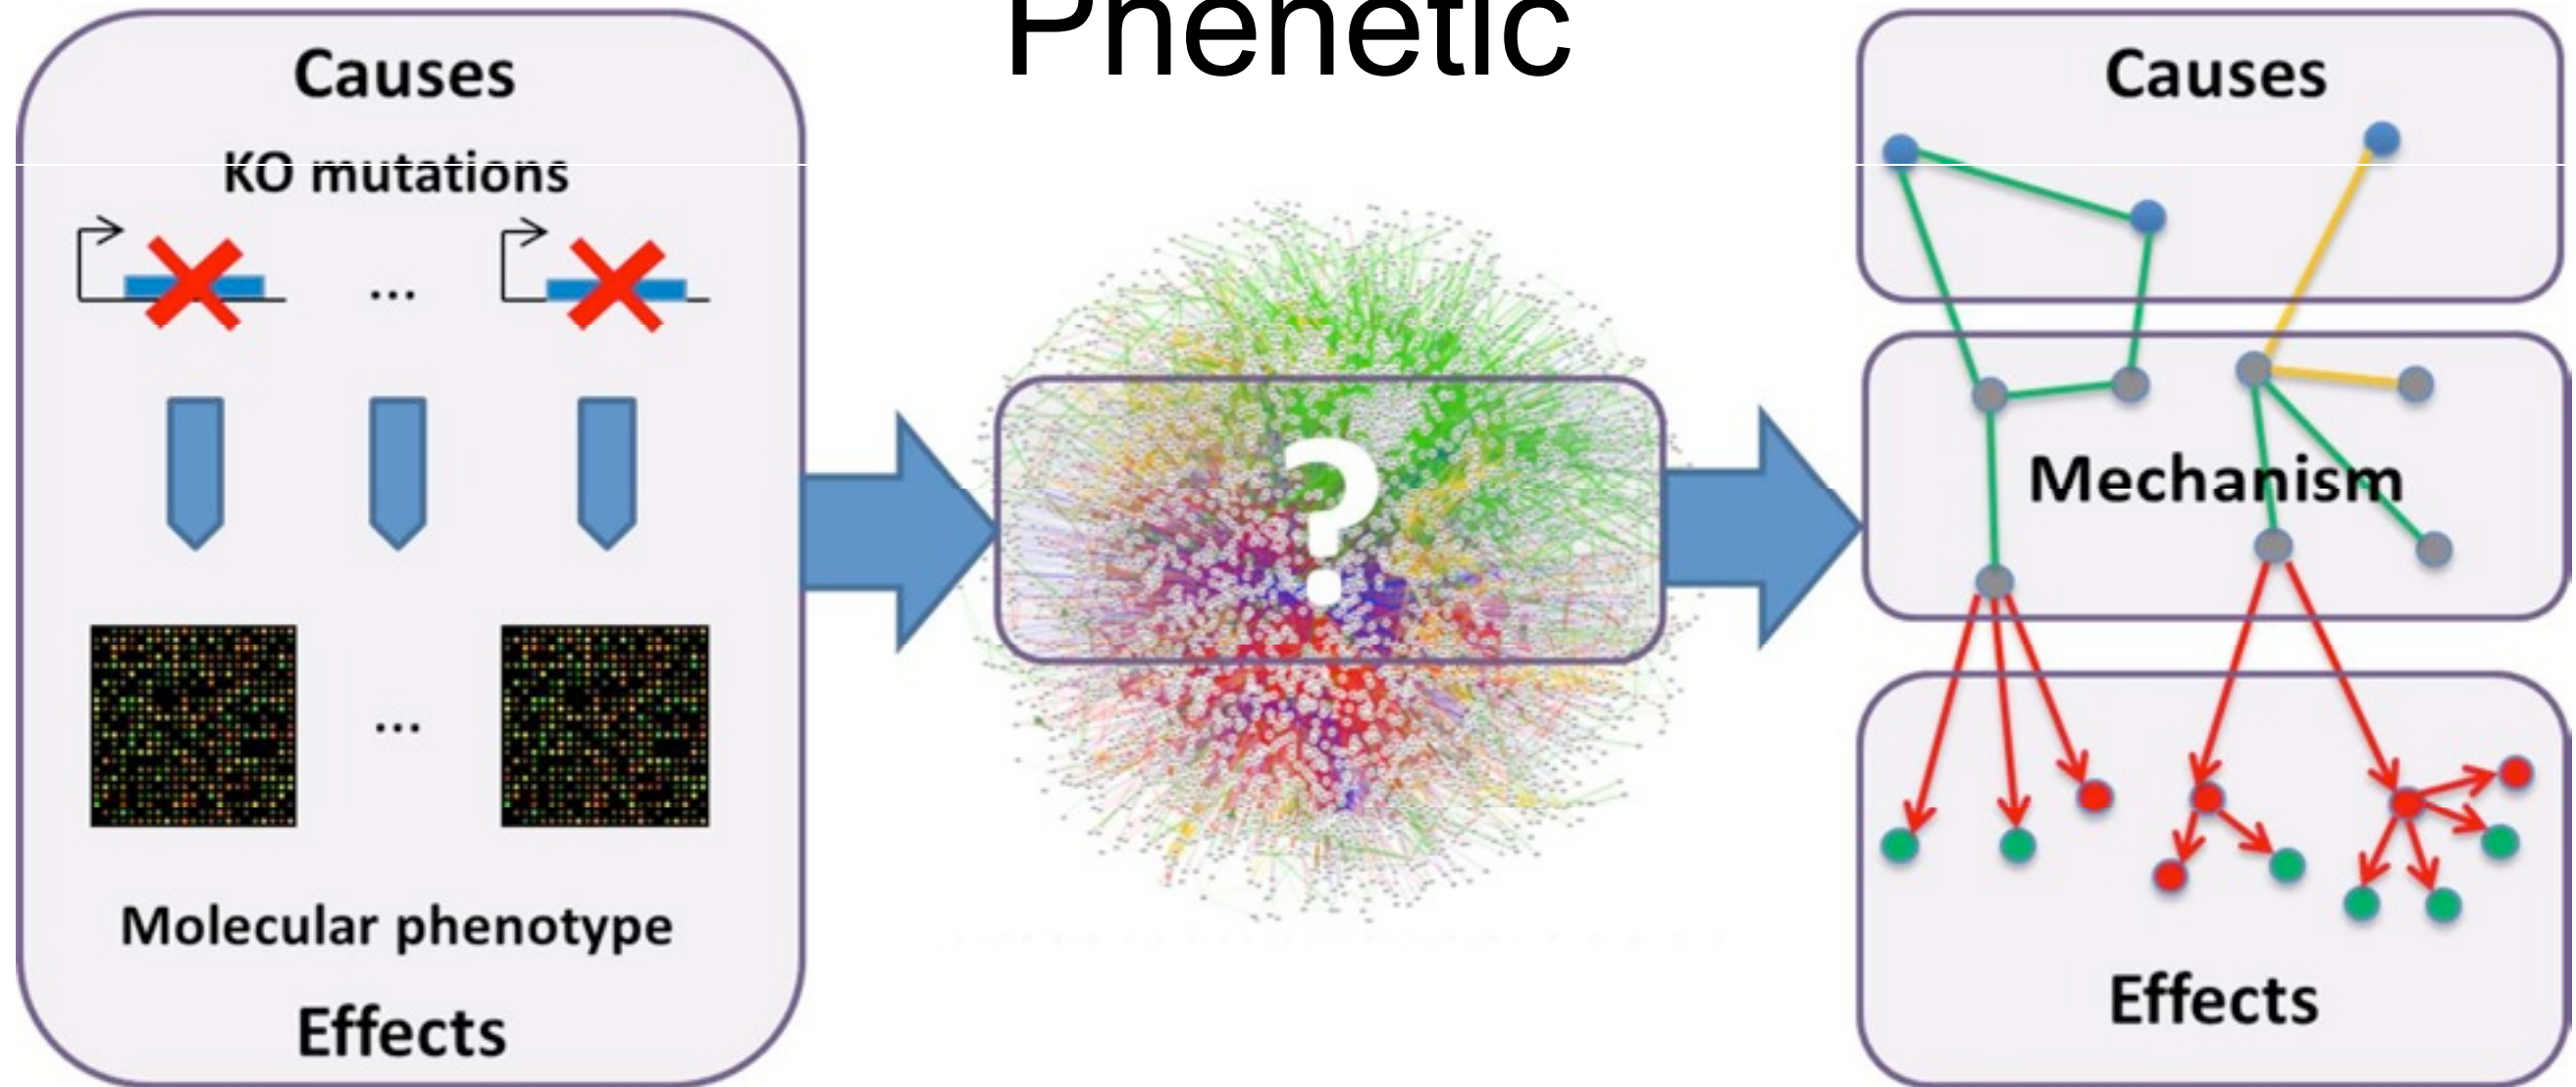 Phenetic
Causes
KO mutations
...
...
Molecular phenotype
Effects
?
Causes
Mechanism
Effects